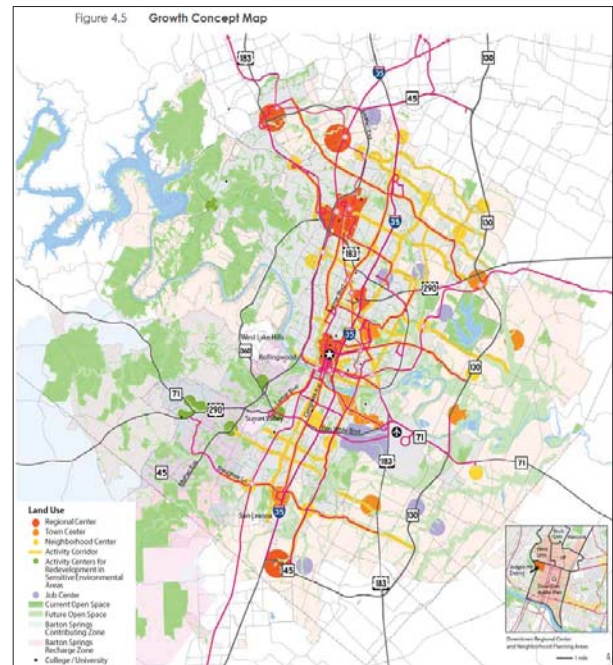 Figure 4.5 Growth Concept Map
183
35
130
45
35
183
130
290
35
West Lake Hills
360
Rollingwood
130
71
290
Sunset Valley
71
183
71
45
35
San Leanna
130
45
183
Land Use
Regional Center
Town Center
Neighborhood Center
Activity Corridor
Activity Centers for
Redevelopment in
Sensitive Environmental
Areas
Job Center
Current Open Space
Future Open Space
Barton Springs
Contributing Zone
Barton Springs
Recharge Zone
College / University
Downtown Regional Center
and Neighborhood Planning Areas
1 mile